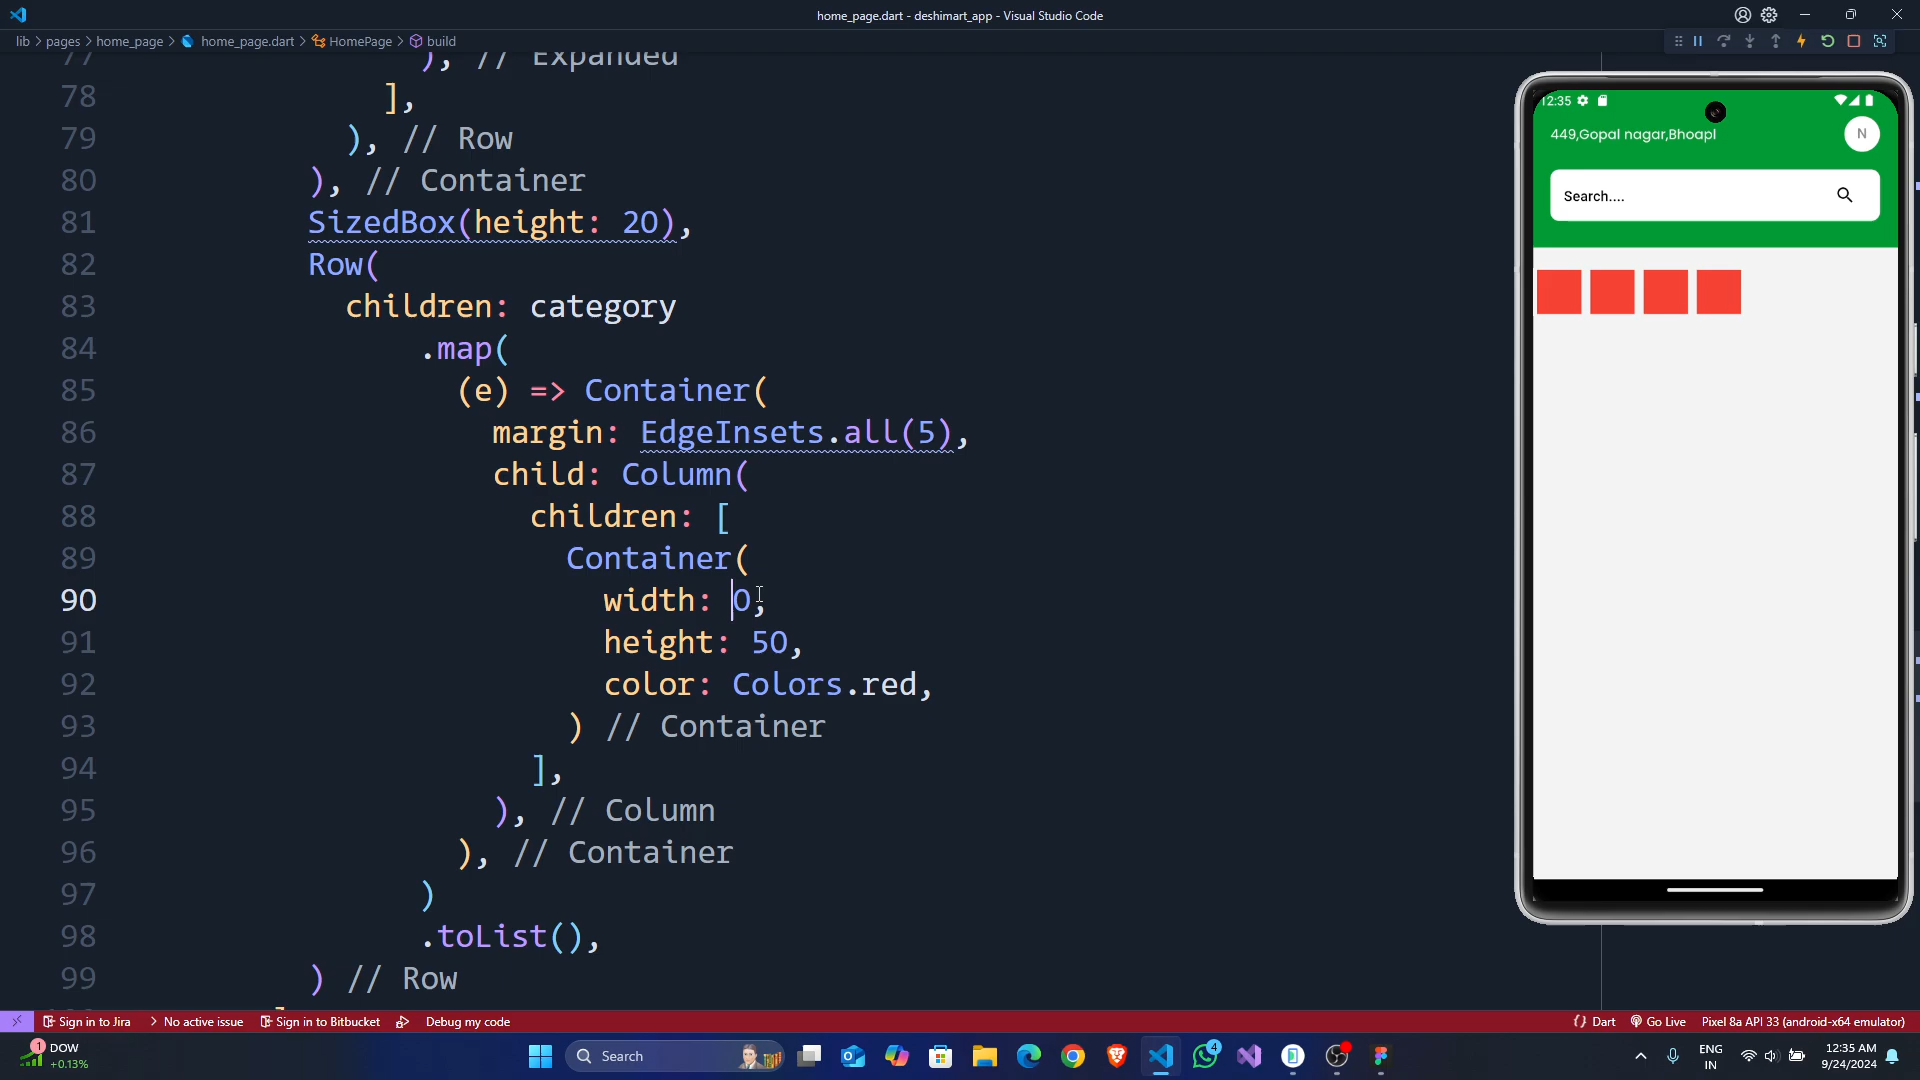 home_page.dart - deshimart_app - Visual Studio Code
lib > pages > home_page > home_page.dart > HomePage > build
77 ), // Expanded
78 ],
79 ), // Row
80 ), // Container
81 SizedBox(height: 20),
82 Row(
83 children: category
84 .map(
85 (e) => Container(
86 margin: EdgeInsets.all(5),
87 child: Column(
88 children: [
89 Container(
90 width: 0,
91 height: 50,
92 color: Colors.red,
93 ) // Container
94 ],
95 ), // Column
96 ), // Container
97 )
98 .toList(),
99 ) // Row
12:35
449,Gopal nagar,Bhoapl
N
Search....
Sign in to Jira
No active issue
Sign in to Bitbucket
Debug my code
{} Dart
Go Live
Pixel 8a API 33 (android-x64 emulator)
1
DOW
+0.13%
Search
4
ENG
IN
12:35 AM
9/24/2024